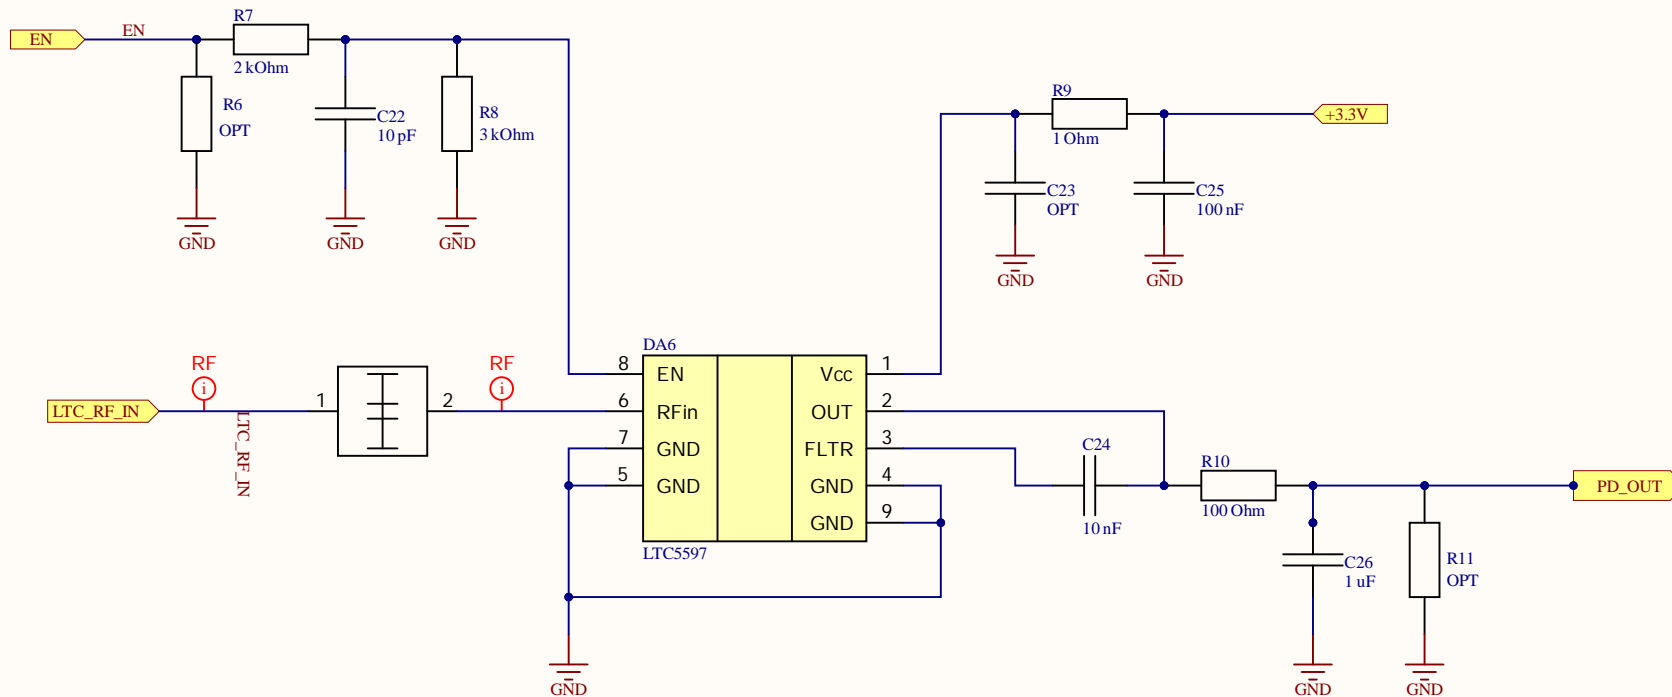 R7
EN
EN
2 kOhm
R6
OPT
C22
10 pF
R8
3 kOhm
GND
GND
GND
R9
+3.3V
1 Ohm
C23
OPT
C25
100 nF
GND
GND
DA6
RF
RF
LTC_RF_IN
LTC_RF_IN
1
2
8
EN
6
RFin
7
GND
5
GND
Vcc
1
OUT
2
FLTR
3
GND
4
GND
9
LTC5597
C24
10 nF
R10
100 Ohm
PD_OUT
C26
1 uF
R11
OPT
GND
GND
GND
i
i